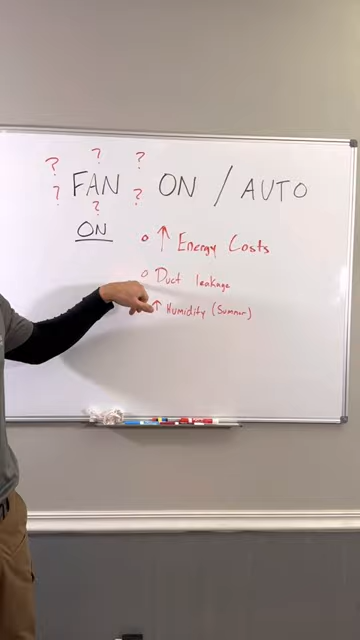 ? ? ?
? FAN ? ON / AUTO
?
ON
○ ↑ Energy Costs
○ Duct leakage
↑ Humidity (Summer)